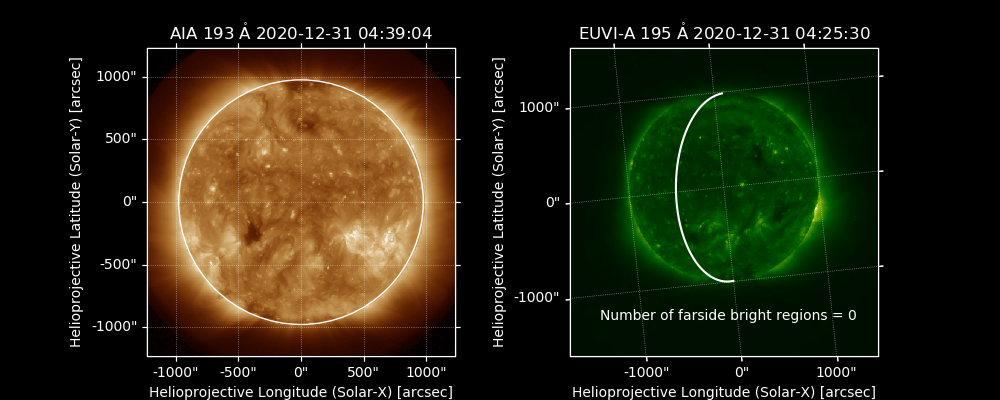 AIA 193 Å 2020-12-31 04:39:04
Helioprojective Latitude (Solar-Y) [arcsec]
1000"
500"
0"
-500"
-1000"
-1000"
-500"
0"
500"
1000"
Helioprojective Longitude (Solar-X) [arcsec]
EUVI-A 195 Å 2020-12-31 04:25:30
Helioprojective Latitude (Solar-Y) [arcsec]
1000"
0"
-1000"
Number of farside bright regions = 0
-1000"
0"
1000"
Helioprojective Longitude (Solar-X) [arcsec]